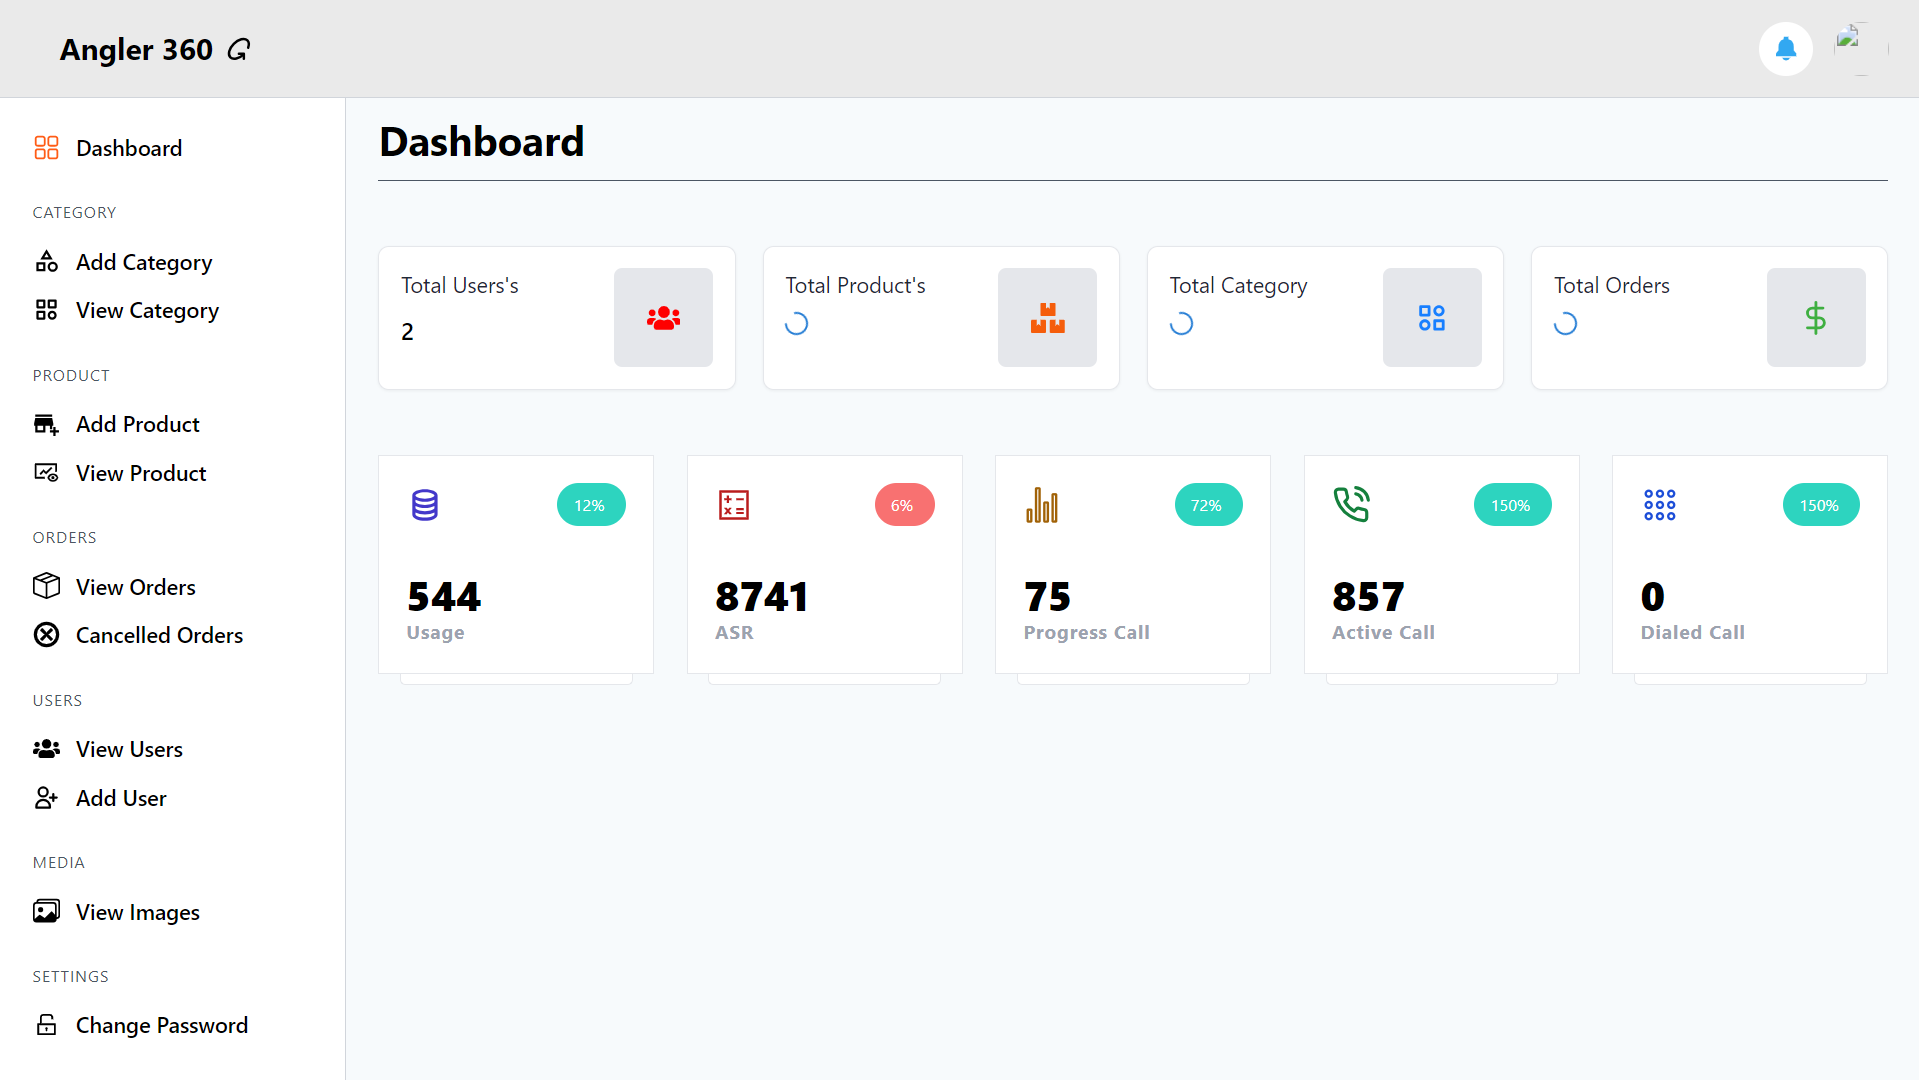 Angler 360
Dashboard
CATEGORY
Add Category
View Category
PRODUCT
Add Product
View Product
ORDERS
View Orders
Cancelled Orders
USERS
View Users
Add User
MEDIA
View Images
SETTINGS
Change Password
Dashboard
Total Users's
2
Total Product's
Total Category
Total Orders
12%
544
Usage
6%
8741
ASR
72%
75
Progress Call
150%
857
Active Call
150%
0
Dialed Call